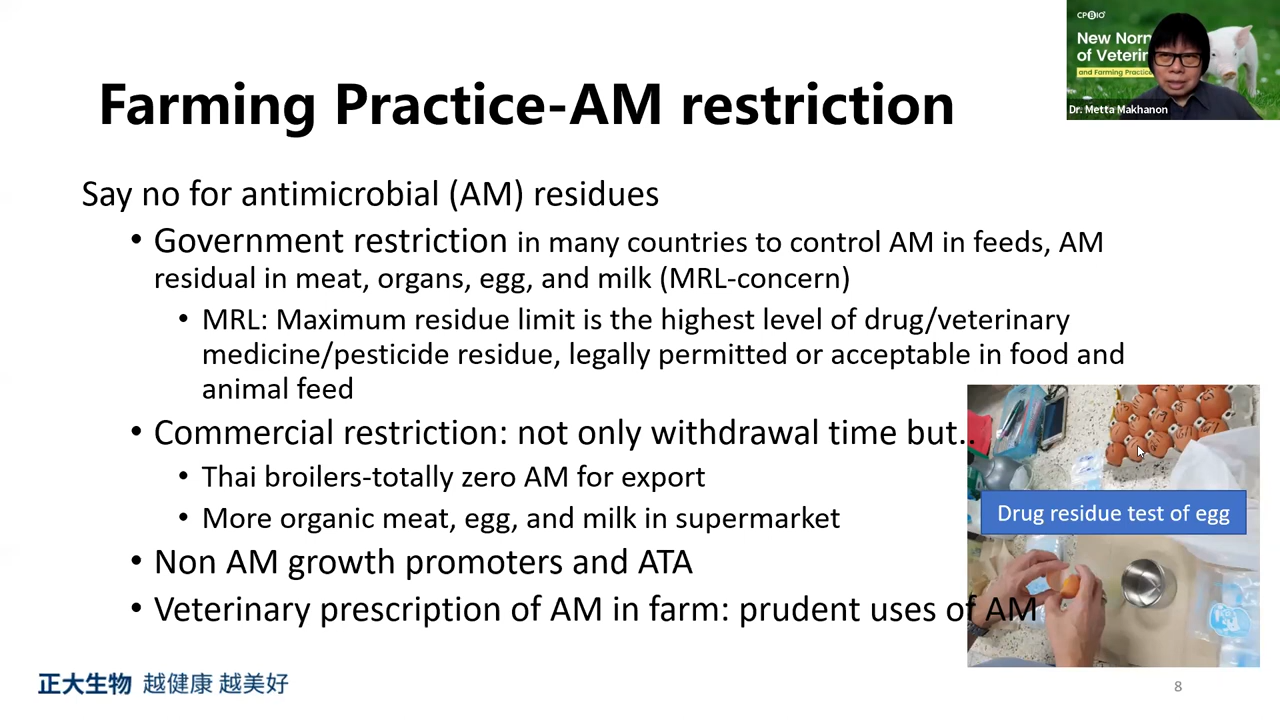 CPBIO
New Norm
of Veterin
and Farming Practice
Dr. Metta Makhanon
Farming Practice-AM restriction
Say no for antimicrobial (AM) residues
• Government restriction in many countries to control AM in feeds, AM
residual in meat, organs, egg, and milk (MRL-concern)
• MRL: Maximum residue limit is the highest level of drug/veterinary
medicine/pesticide residue, legally permitted or acceptable in food and
animal feed
• Commercial restriction: not only withdrawal time but..
• Thai broilers-totally zero AM for export
• More organic meat, egg, and milk in supermarket
Drug residue test of egg
• Non AM growth promoters and ATA
• Veterinary prescription of AM in farm: prudent uses of AM
正大生物 越健康 越美好
8